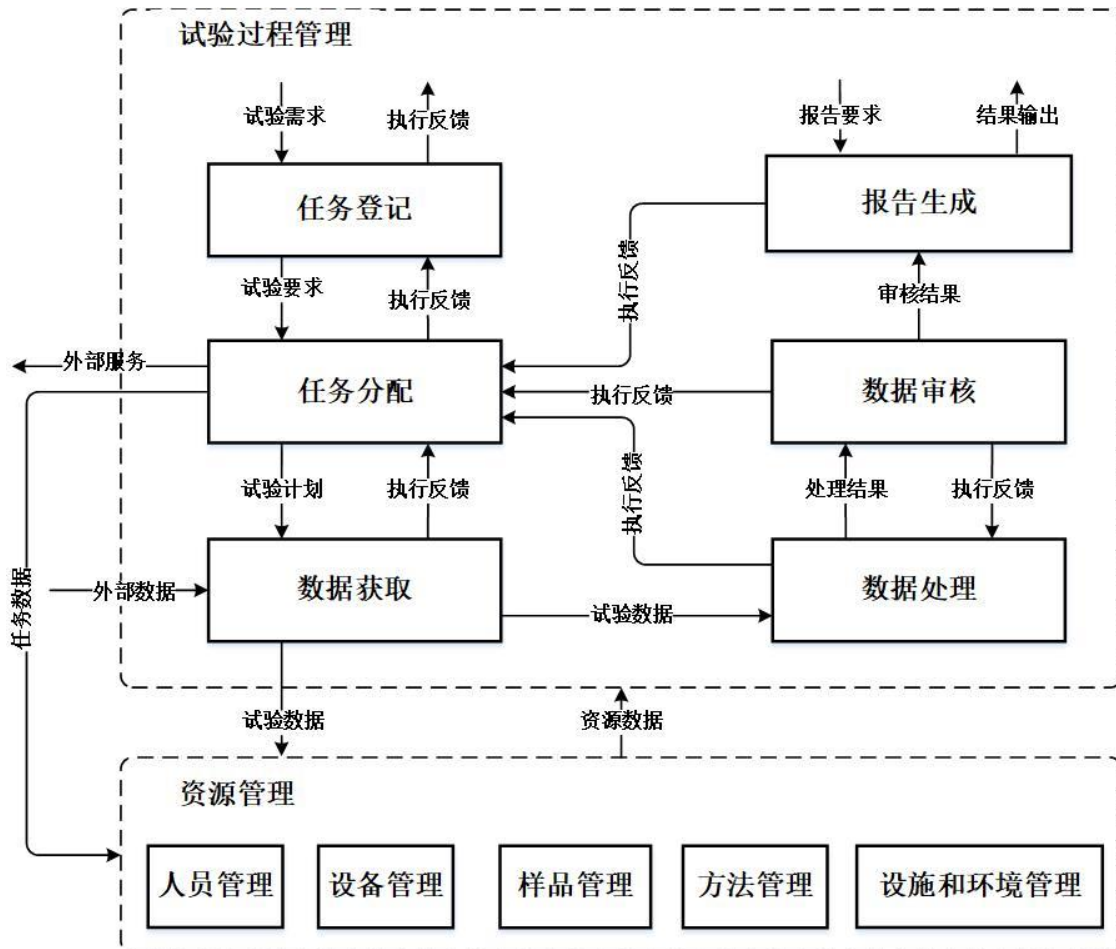 试验过程管理
试验需求
执行反馈
报告要求
结果输出
任务登记
报告生成
试验要求
执行反馈
执行反馈
审核结果
外部服务
任务分配
执行反馈
数据审核
试验计划
执行反馈
执行反馈
处理结果
执行反馈
任务数据
外部数据
数据获取
试验数据
数据处理
试验数据
资源数据
资源管理
人员管理
设备管理
样品管理
方法管理
设施和环境管理